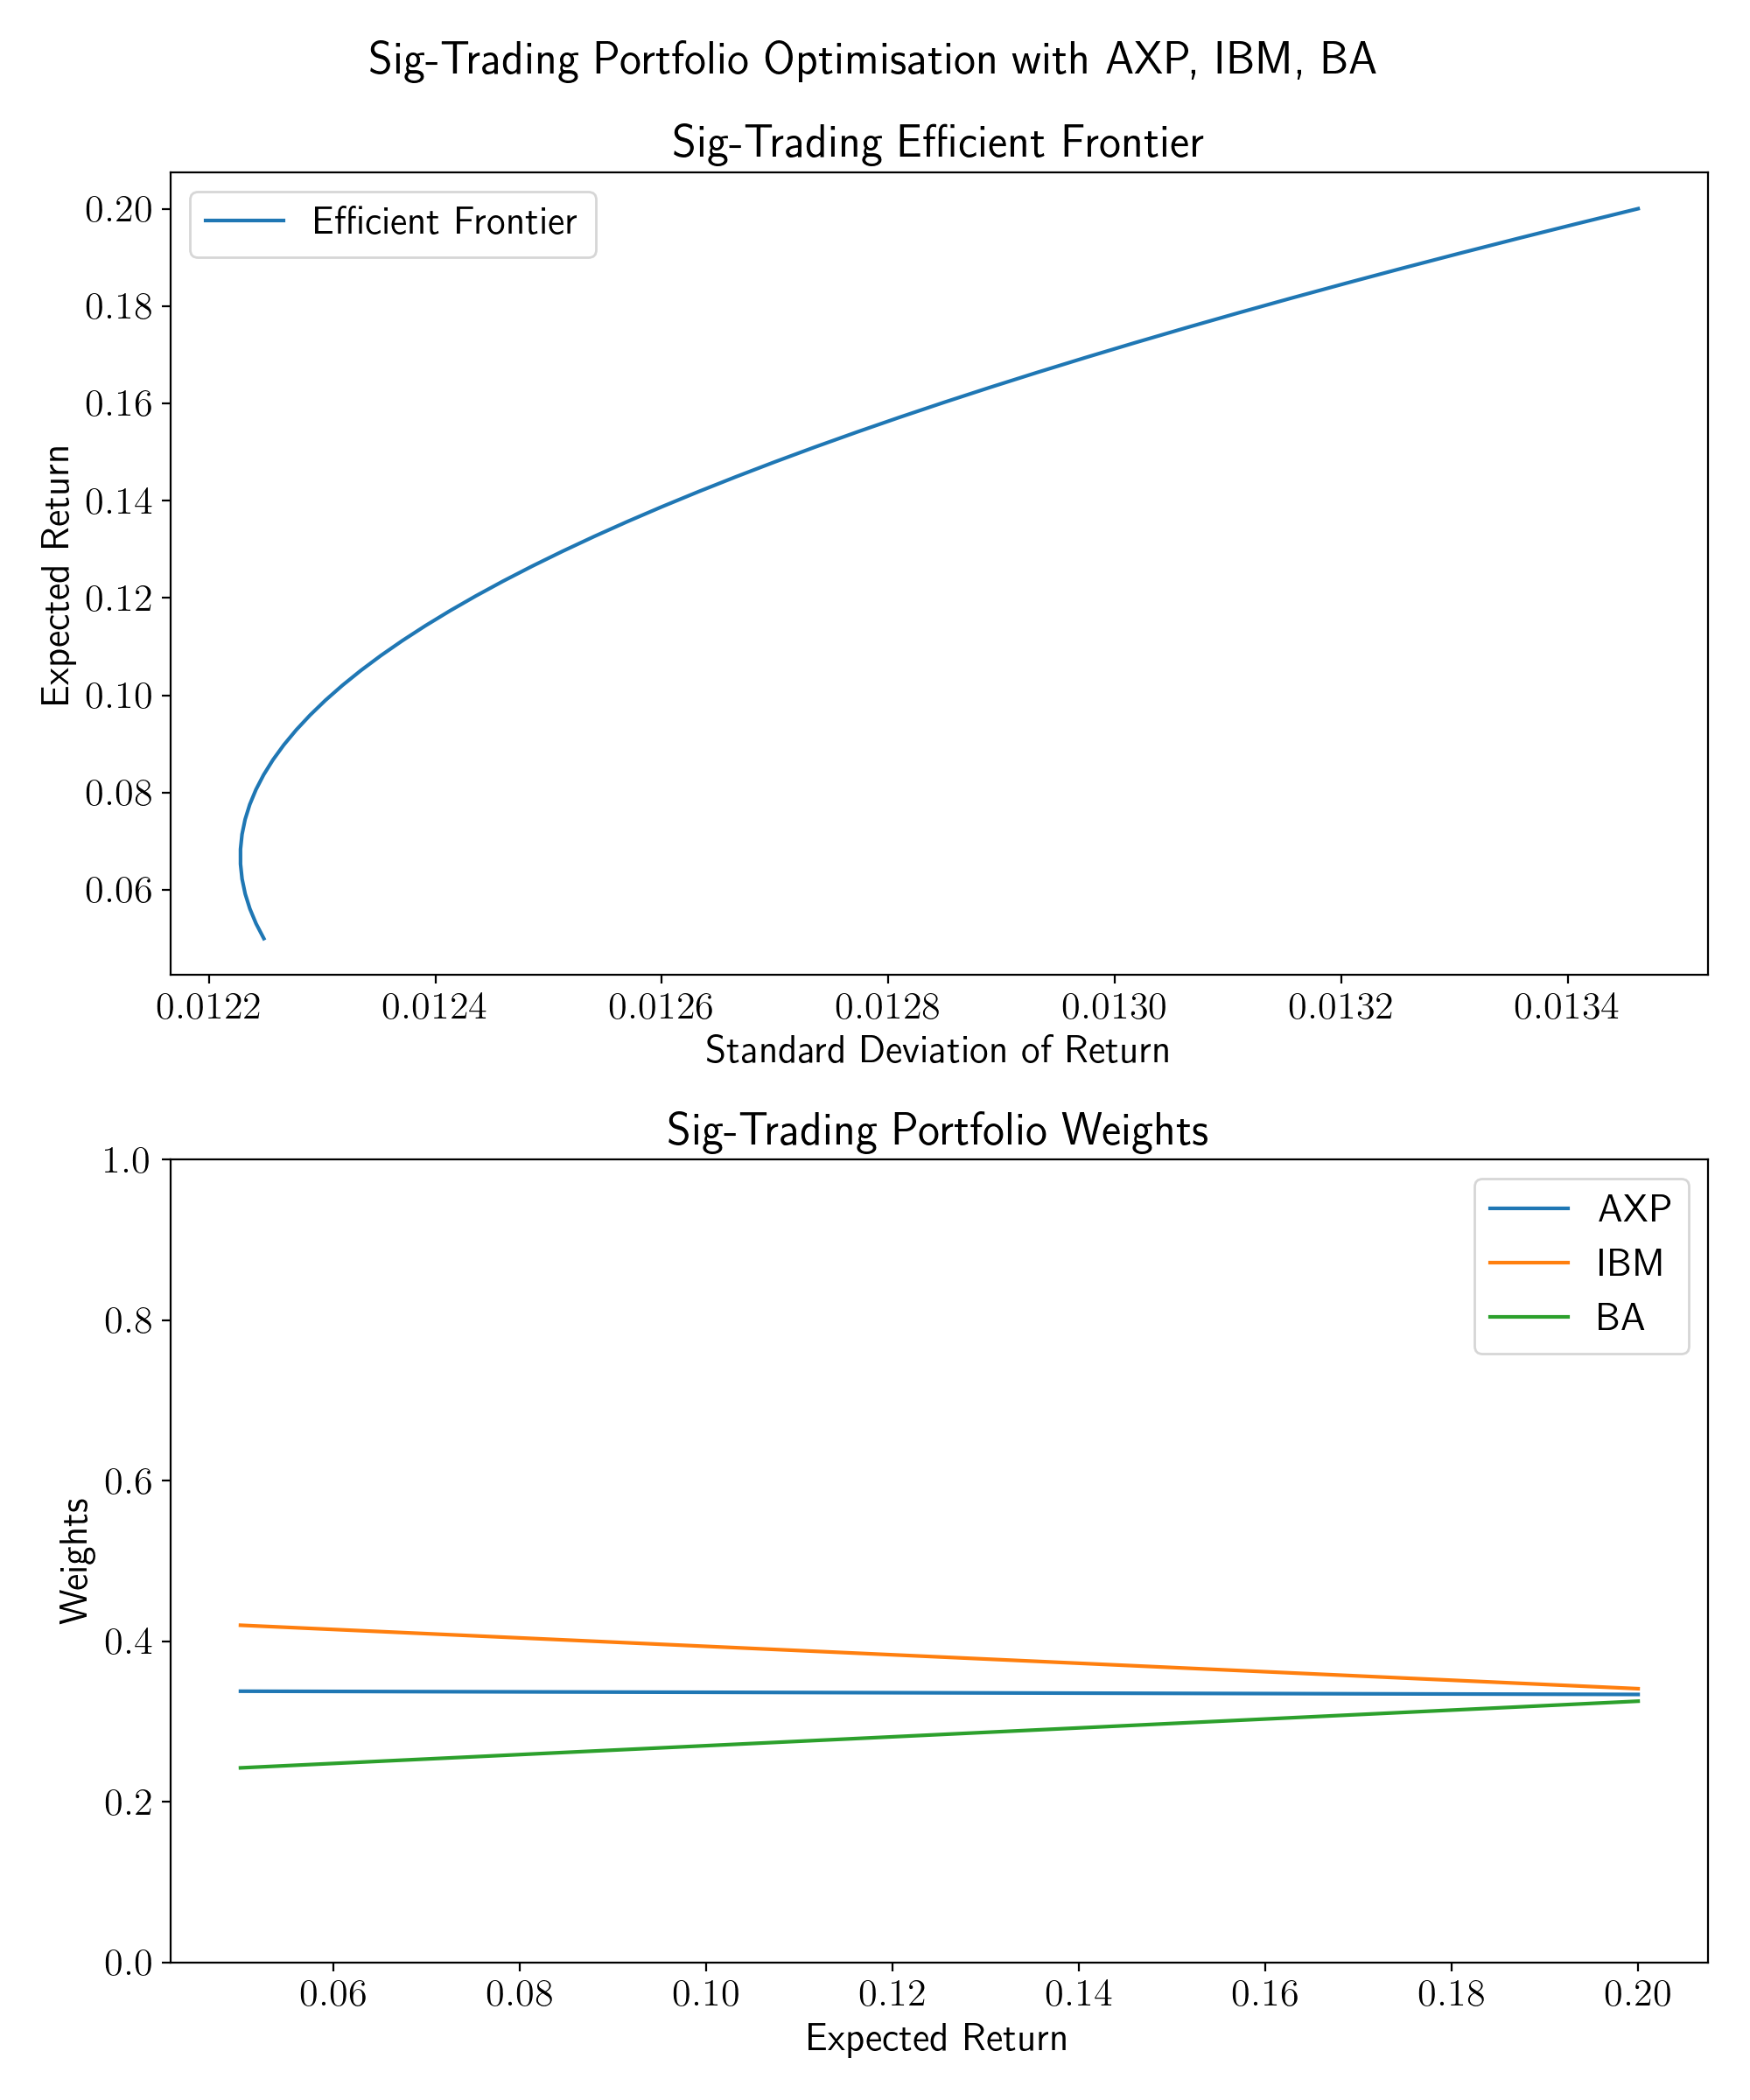 Sig-Trading Portfolio Optimisation with AXP, IBM, BA
Sig-Trading Efficient Frontier
Efficient Frontier
Expected Return
0.20
0.18
0.16
0.14
0.12
0.10
0.08
0.06
0.0122 0.0124 0.0126 0.0128 0.0130 0.0132 0.0134
Standard Deviation of Return
Sig-Trading Portfolio Weights
AXP
IBM
BA
Weights
1.0
0.8
0.6
0.4
0.2
0.0
0.06 0.08 0.10 0.12 0.14 0.16 0.18 0.20
Expected Return